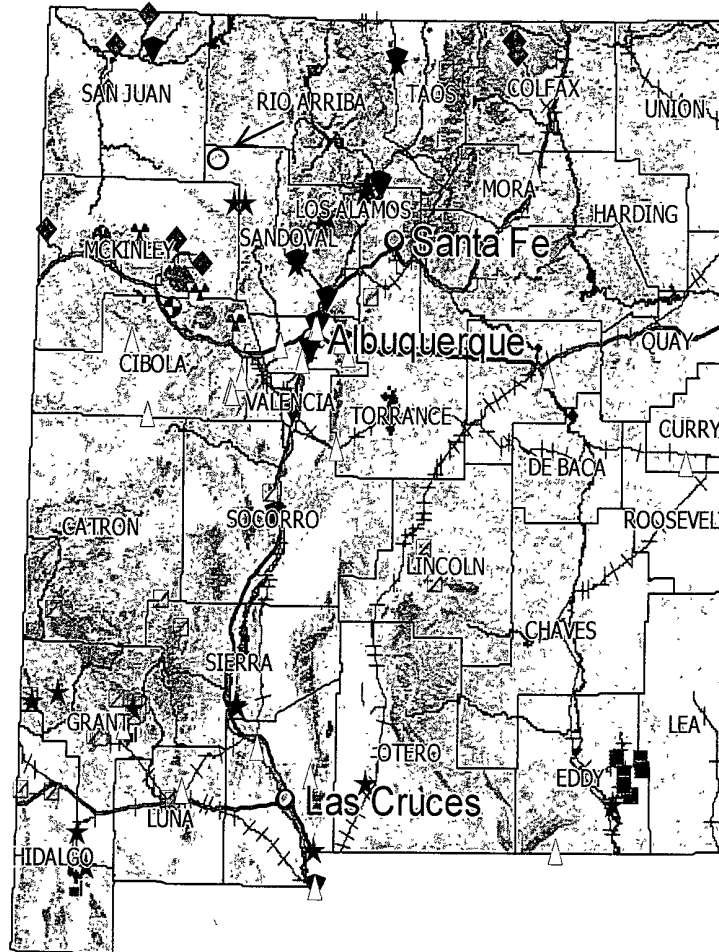 SAN JUAN
RIO ARRIBA
TAOS
COLFAX
UNION
MORA
HARDING
LOS ALAMOS
MCKINLEY
SANDOVAL
Santa Fe
Albuquerque
QUAY
CIBOLA
VALENCIA
TORRANCE
CURRY
DE BACA
CATRON
SOCORRO
ROOSEVELT
LINCOLN
CHAVES
SIERRA
GRANT
OTERO
LEA
EDDY
Las Cruces
LUNA
HIDALGO